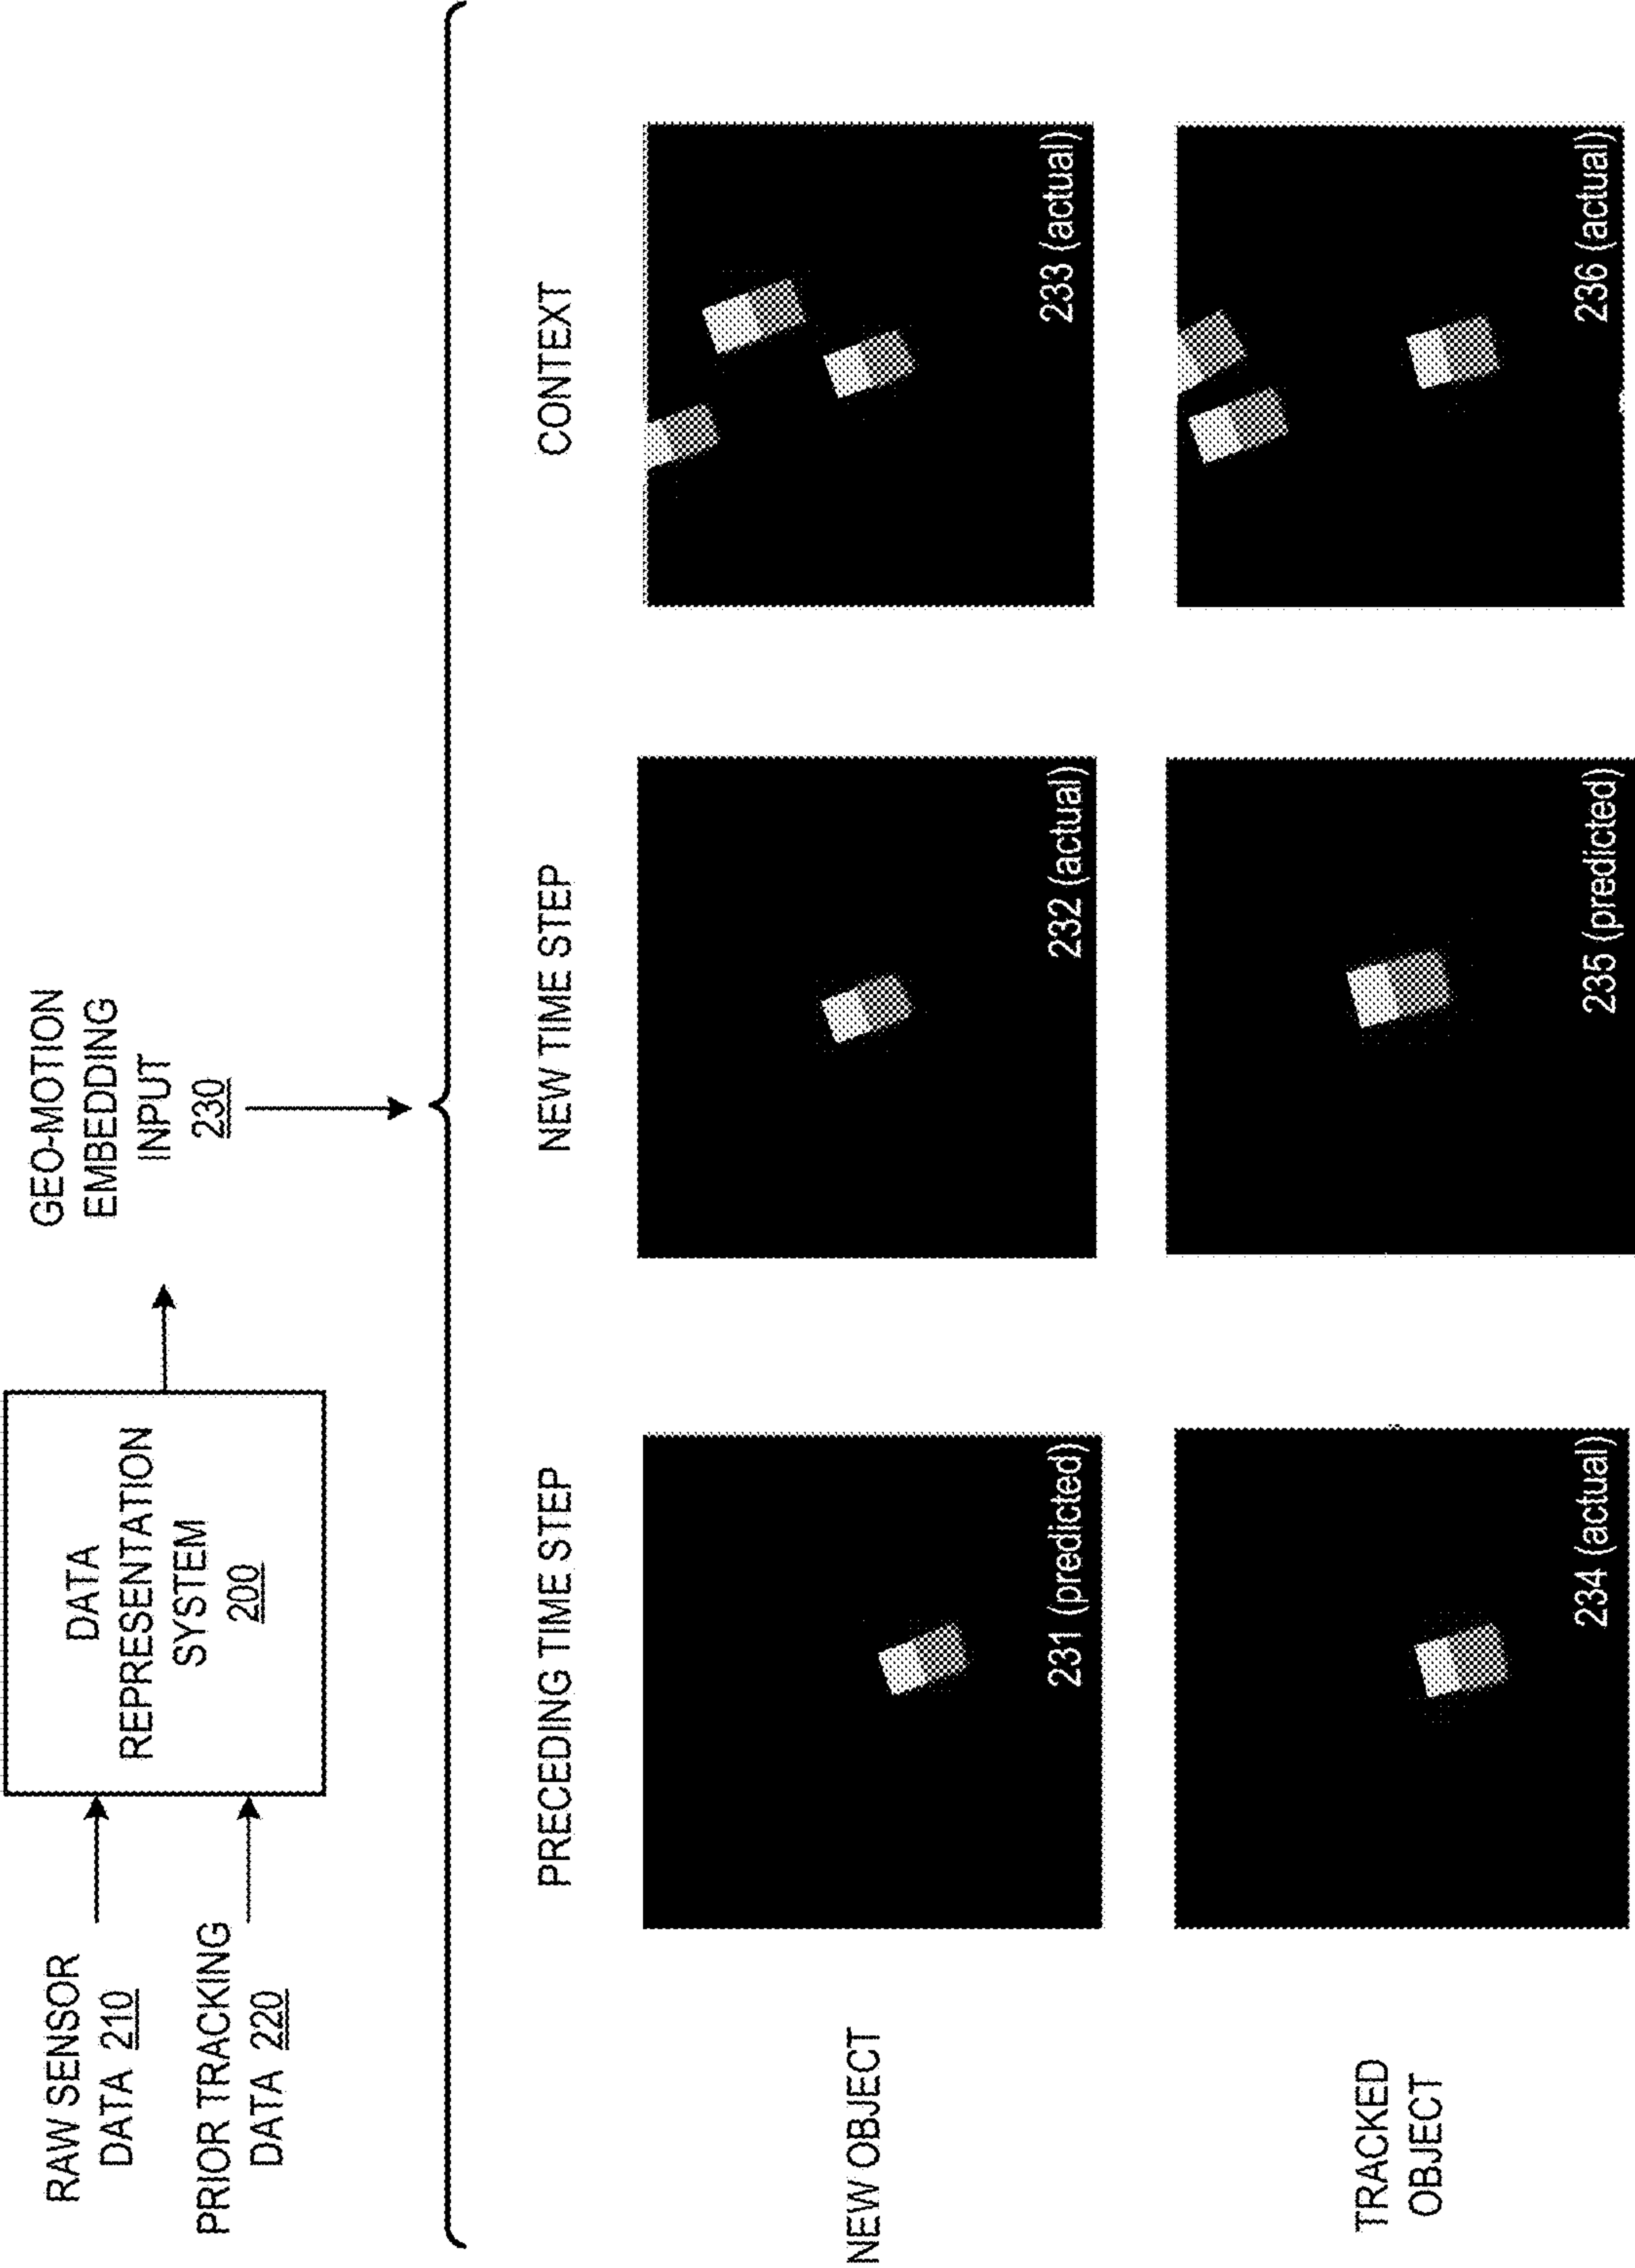 RAW SENSOR
DATA 210
PRIOR TRACKING
DATA 220
DATA
REPRESENTATION
SYSTEM
200
GEO-MOTION
EMBEDDING
INPUT
230
PRECEDING TIME STEP
NEW TIME STEP
CONTEXT
NEW OBJECT
231 (predicted)
232 (actual)
233 (actual)
TRACKED
OBJECT
234 (actual)
235 (predicted)
236 (actual)